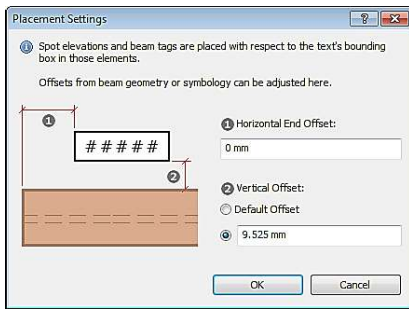 Placement Settings
Spot elevations and beam tags are placed with respect to the text's bounding
box in those elements.
Offsets from beam geometry or symbology can be adjusted here.
1
#####
2
1 Horizontal End Offset:
0 mm
2 Vertical Offset:
Default Offset
9.525 mm
OK
Cancel